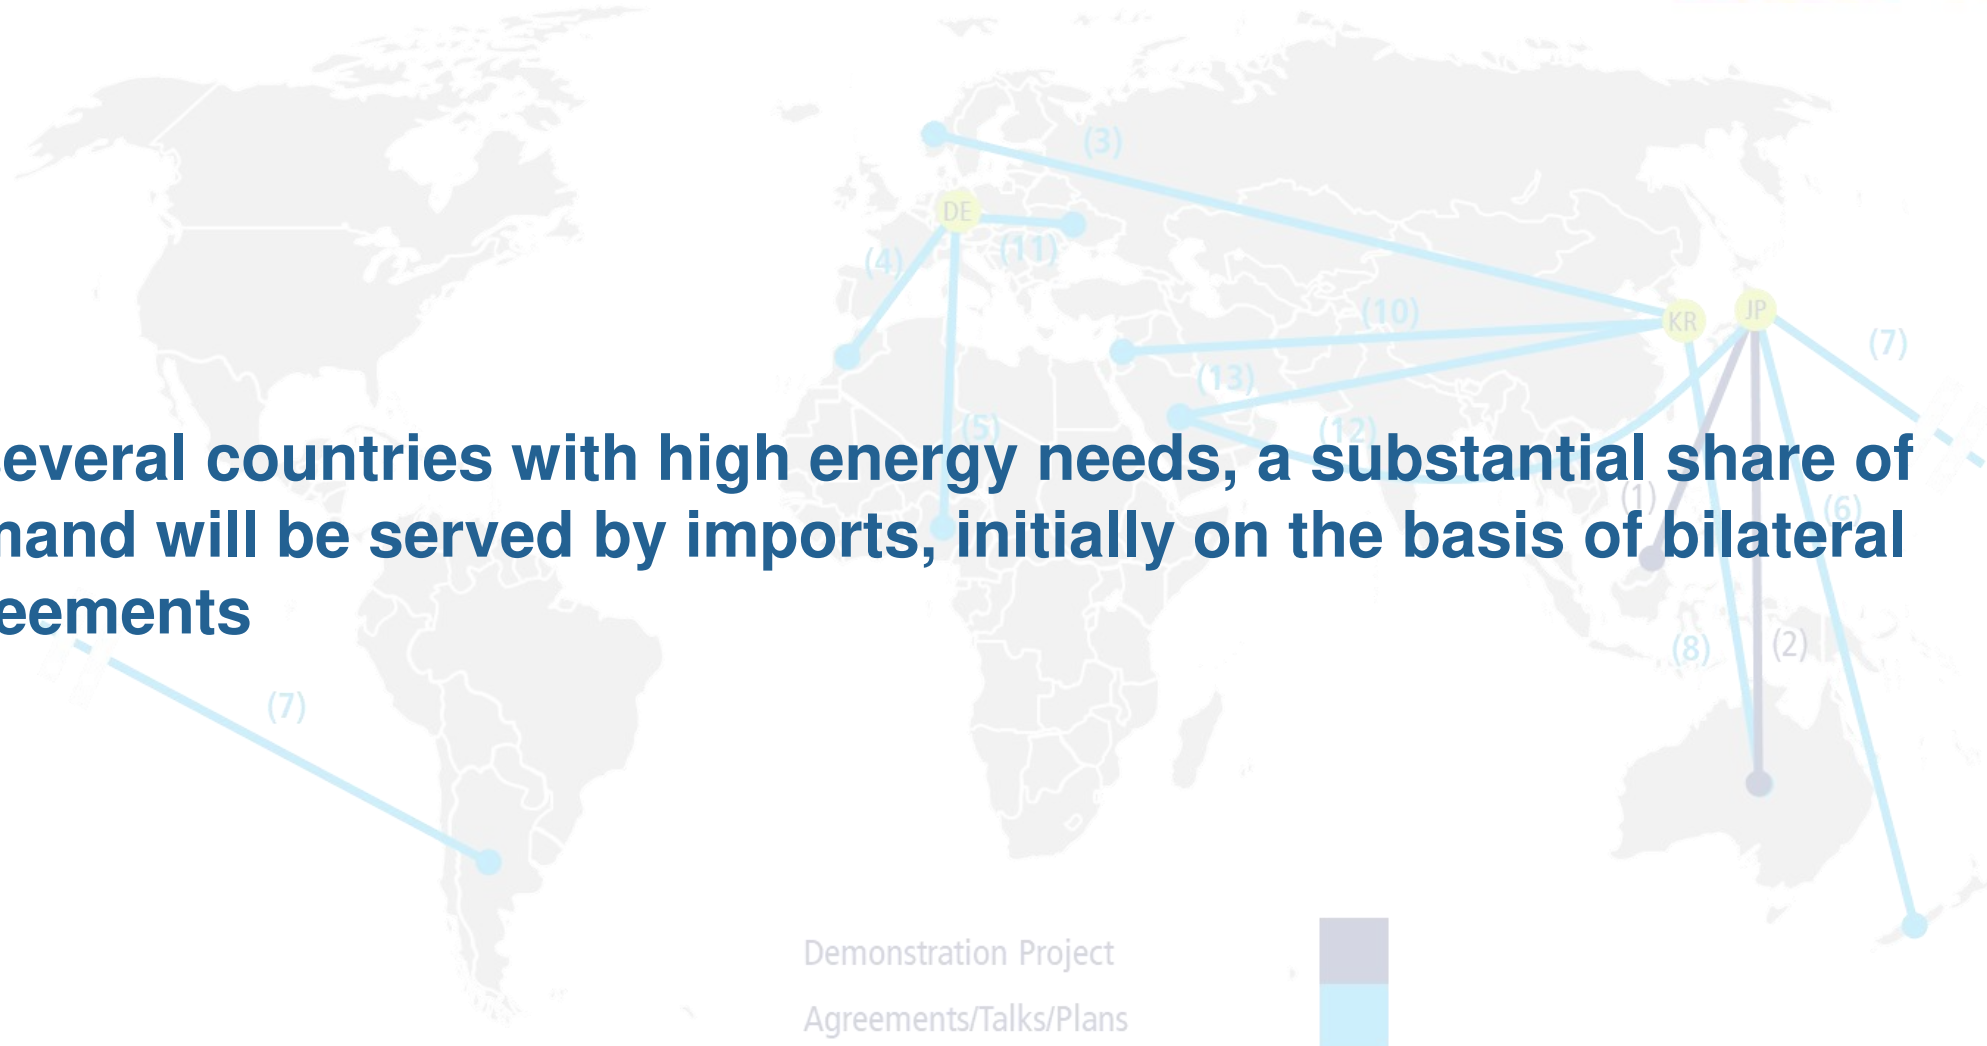 (3)
DE
(11)
(4)
(10)
KR
JP
(7)
(13)
(5)
(12)
several countries with high energy needs, a substantial share of
(1)
(6)
mand will be served by imports, initially on the basis of bilateral
eements
(8)
(2)
(7)
Demonstration Project
Agreements/Talks/Plans